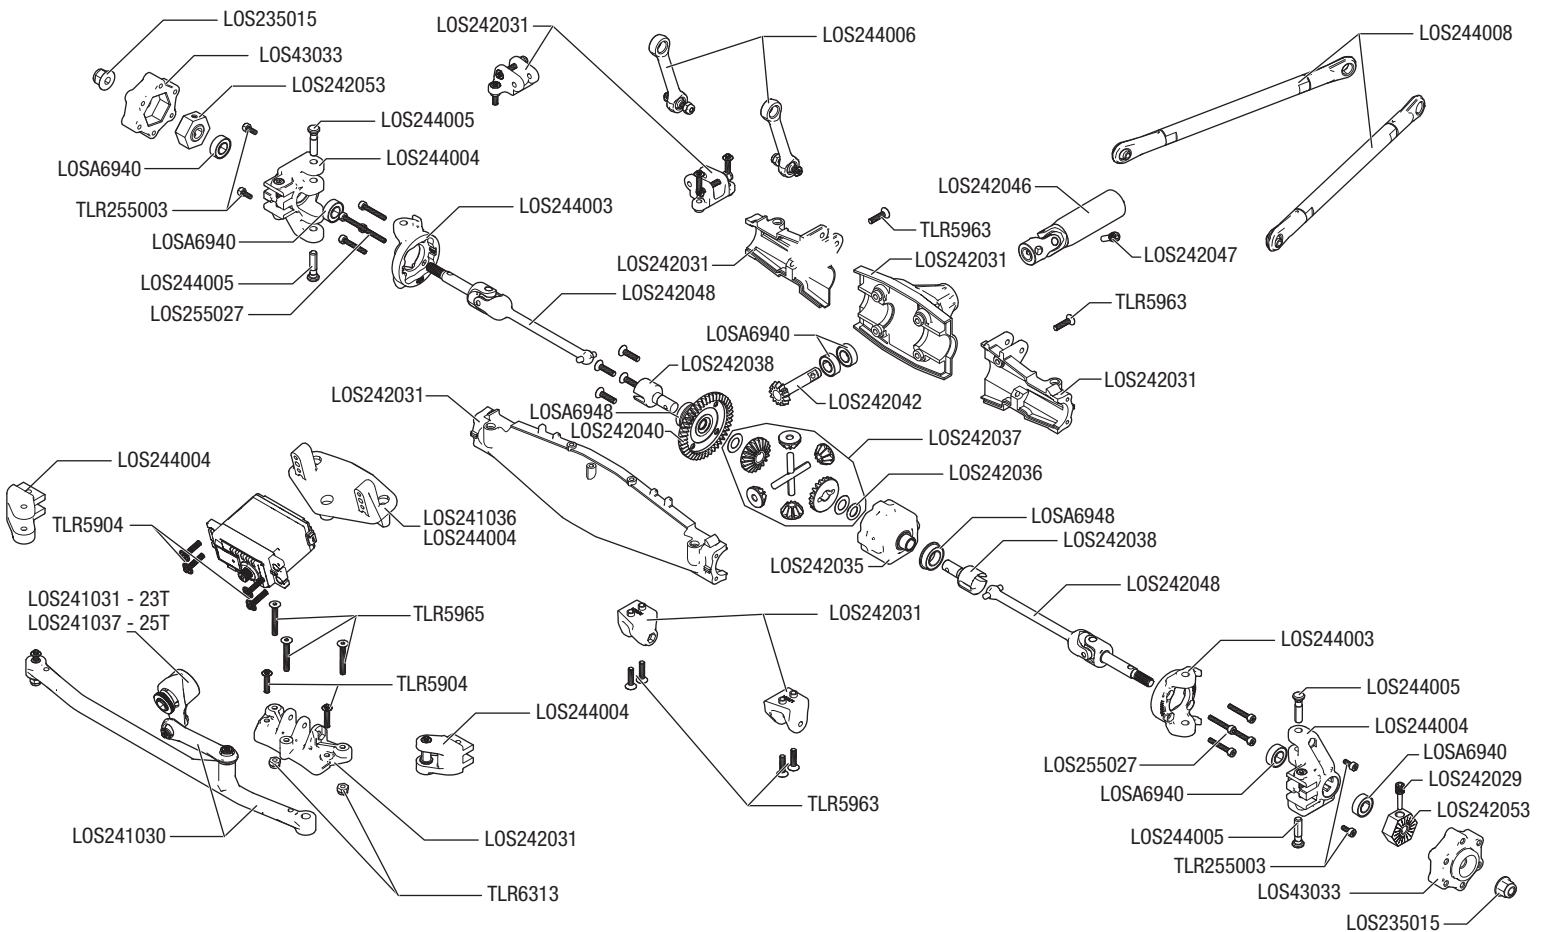 LOS235015
LOS242031
LOS244006
LOS244008
LOS43033
LOS242053
LOS244005
LOS244004
LOSA6940
LOS242046
TLR255003
LOS244003
TLR5963
LOSA6940
LOS242047
LOS242031
LOS242031
LOS244005
LOS242048
TLR5963
LOS255027
LOSA6940
LOS242038
LOS242031
LOS242031
LOS242042
LOSA6948
LOS242040
LOS242037
LOS244004
LOS242036
LOS241036
LOS244004
TLR5904
LOSA6948
LOS242038
LOS242035
LOS242048
LOS241031 - 23T
LOS241037 - 25T
TLR5965
LOS242031
LOS244003
TLR5904
LOS244005
LOS244004
LOS244004
LOSA6940
LOS255027
LOS242029
LOSA6940
TLR5963
LOS242053
LOS241030
LOS242031
LOS244005
TLR255003
TLR6313
LOS43033
LOS235015